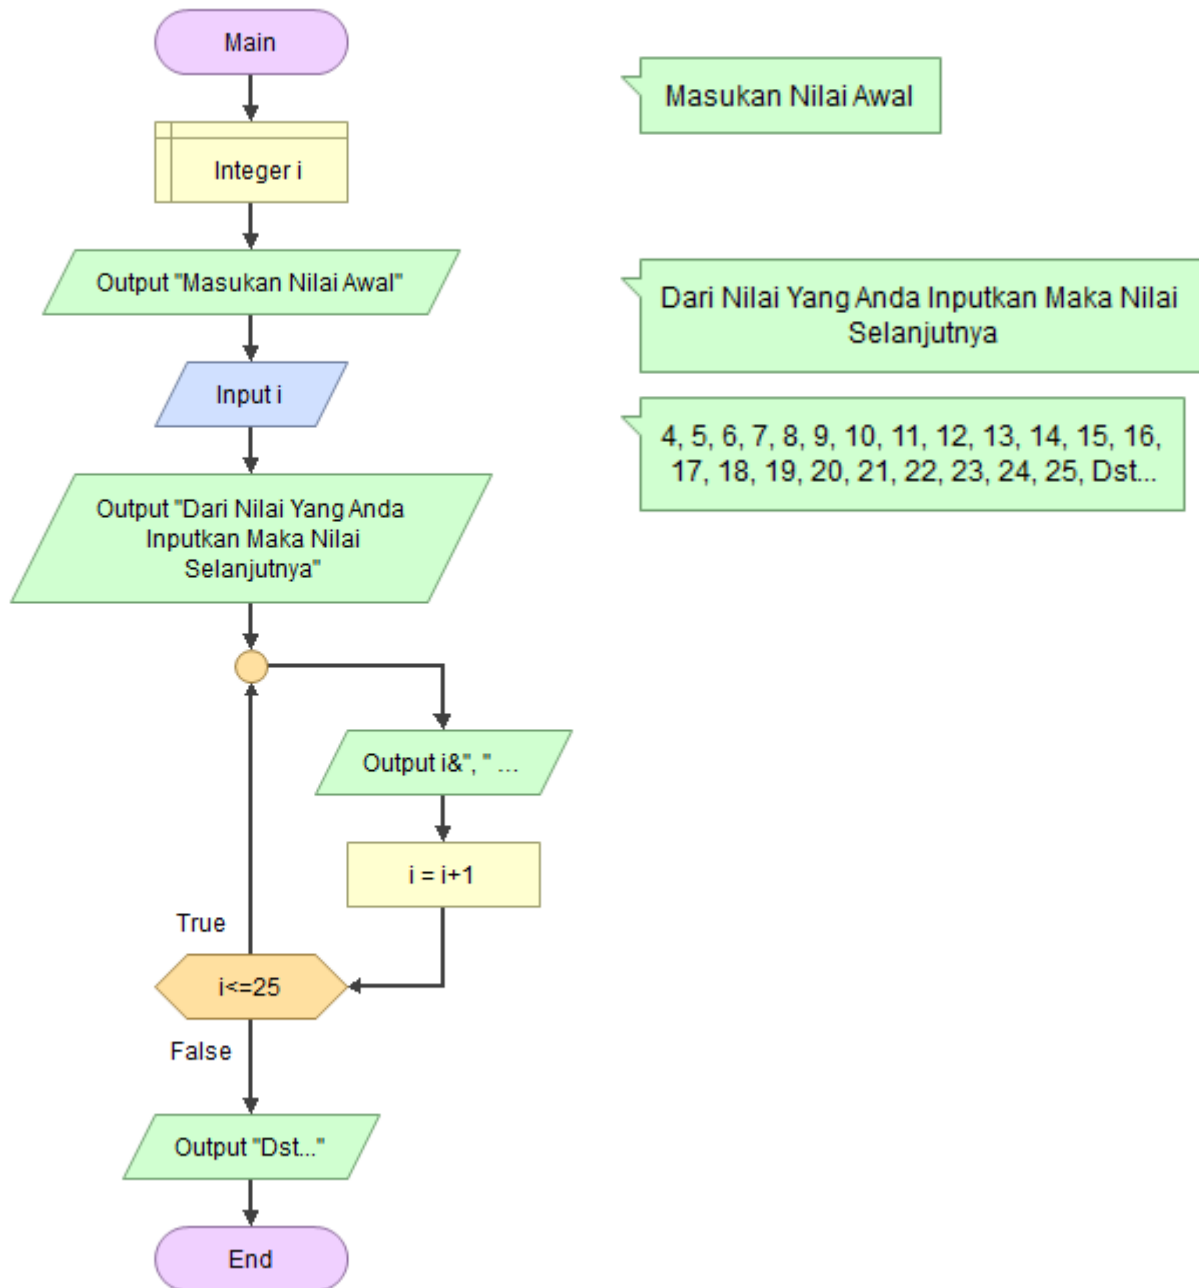 Main
Integer i
Output "Masukan Nilai Awal"
Input i
Output "Dari Nilai Yang Anda
Inputkan Maka Nilai
Selanjutnya"
Output i&", " ...
i = i+1
True
i<=25
False
Output "Dst..."
End
Masukan Nilai Awal
Dari Nilai Yang Anda Inputkan Maka Nilai
Selanjutnya
4, 5, 6, 7, 8, 9, 10, 11, 12, 13, 14, 15, 16,
17, 18, 19, 20, 21, 22, 23, 24, 25, Dst...